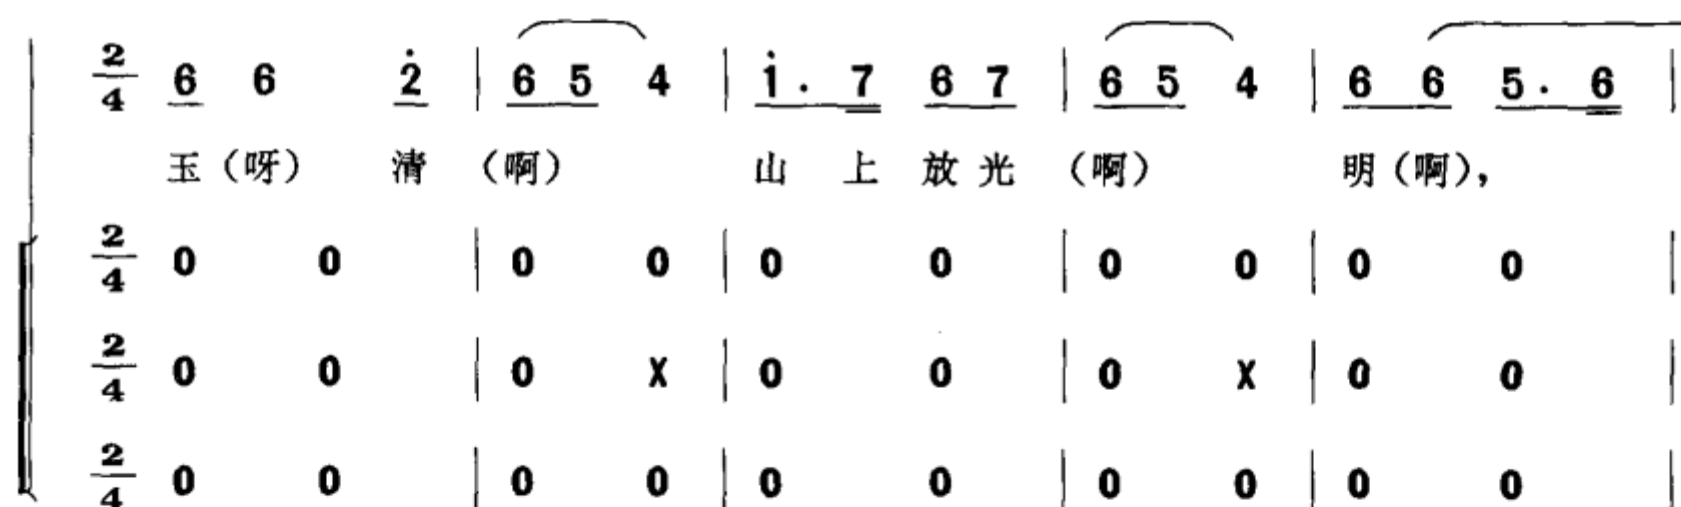 2/4 6 6 2̇ | 6 5 4 | 1̇ . 7 6 7 | 6 5 4 | 6 6 5 . 6 |
玉（呀） 清 （啊） 山 上 放 光 （啊） 明（啊），
2/4 0 0 | 0 0 | 0 0 | 0 0 | 0 0 |
2/4 0 0 | 0 X | 0 0 | 0 X | 0 0 |
2/4 0 0 | 0 0 | 0 0 | 0 0 | 0 0 |